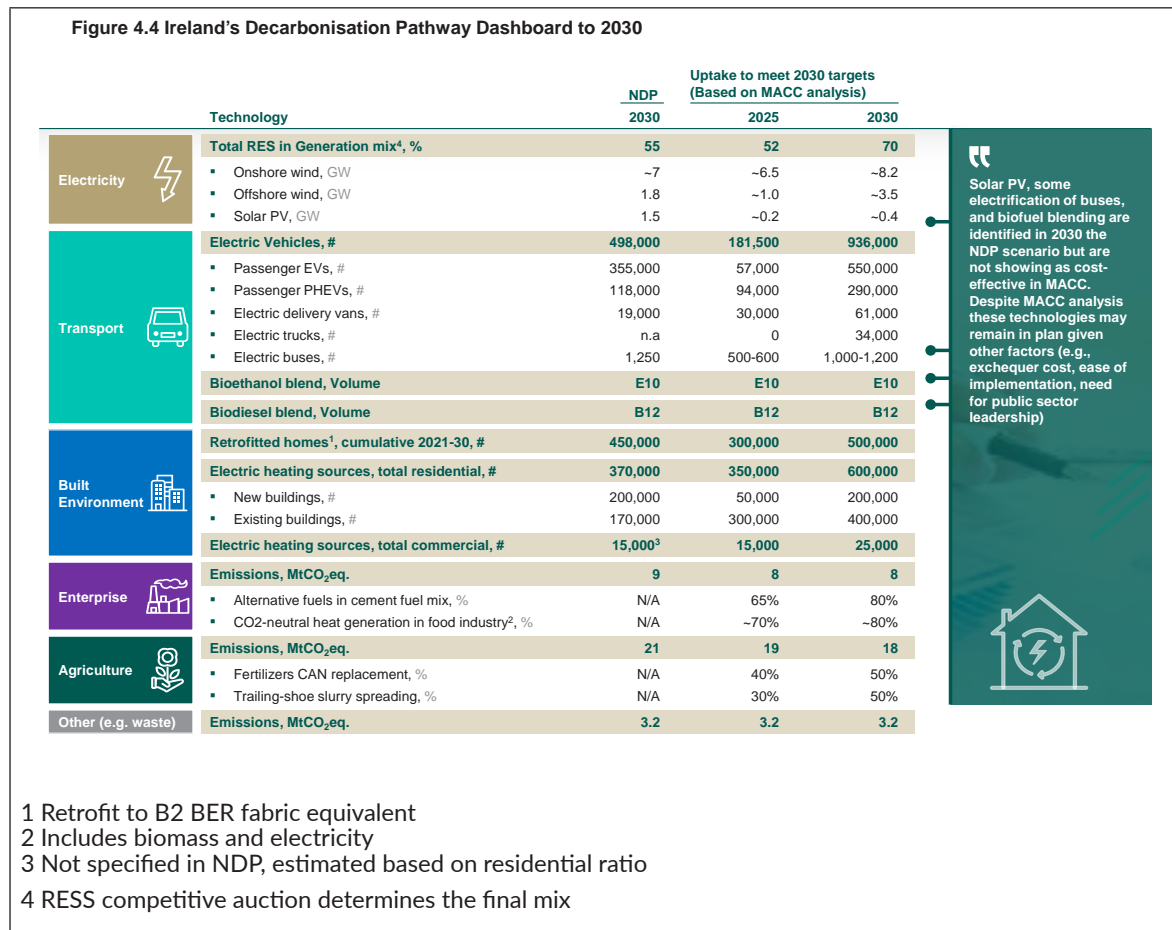 Figure 4.4 Ireland's Decarbonisation Pathway Dashboard to 2030
Uptake to meet 2030 targets
(Based on MACC analysis)
NDP
Technology 2030 2025 2030
Electricity
Total RES in Generation mix⁴, % 55 52 70
▪ Onshore wind, GW ~7 ~6.5 ~8.2
▪ Offshore wind, GW 1.8 ~1.0 ~3.5
▪ Solar PV, GW 1.5 ~0.2 ~0.4
Transport
Electric Vehicles, # 498,000 181,500 936,000
▪ Passenger EVs, # 355,000 57,000 550,000
▪ Passenger PHEVs, # 118,000 94,000 290,000
▪ Electric delivery vans, # 19,000 30,000 61,000
▪ Electric trucks, # n.a 0 34,000
▪ Electric buses, # 1,250 500-600 1,000-1,200
Bioethanol blend, Volume E10 E10 E10
Biodiesel blend, Volume B12 B12 B12
Built
Environment
Retrofitted homes¹, cumulative 2021-30, # 450,000 300,000 500,000
Electric heating sources, total residential, # 370,000 350,000 600,000
▪ New buildings, # 200,000 50,000 200,000
▪ Existing buildings, # 170,000 300,000 400,000
Electric heating sources, total commercial, # 15,000³ 15,000 25,000
Enterprise
Emissions, MtCO₂eq. 9 8 8
▪ Alternative fuels in cement fuel mix, % N/A 65% 80%
▪ CO2-neutral heat generation in food industry², % N/A ~70% ~80%
Agriculture
Emissions, MtCO₂eq. 21 19 18
▪ Fertilizers CAN replacement, % N/A 40% 50%
▪ Trailing-shoe slurry spreading, % N/A 30% 50%
Other (e.g. waste)
Emissions, MtCO₂eq. 3.2 3.2 3.2
"
Solar PV, some
electrification of buses,
and biofuel blending are
identified in 2030 the
NDP scenario but are
not showing as cost-
effective in MACC.
Despite MACC analysis
these technologies may
remain in plan given
other factors (e.g.,
exchequer cost, ease of
implementation, need
for public sector
leadership)
1 Retrofit to B2 BER fabric equivalent
2 Includes biomass and electricity
3 Not specified in NDP, estimated based on residential ratio
4 RESS competitive auction determines the final mix